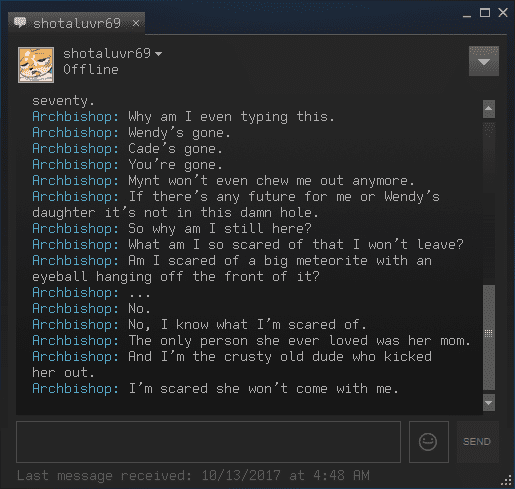 shotaluvr69
shotaluvr69
Offline
seventy.
Archbishop: Why am I even typing this.
Archbishop: Wendy’s gone.
Archbishop: Cade’s gone.
Archbishop: You’re gone.
Archbishop: Mynt won’t even chew me out anymore.
Archbishop: If there’s any future for me or Wendy’s
daughter it’s not in this damn hole.
Archbishop: So why am I still here?
Archbishop: What am I so scared of that I won’t leave?
Archbishop: Am I scared of a big meteorite with an
eyeball hanging off the front of it?
Archbishop: ...
Archbishop: No.
Archbishop: No, I know what I’m scared of.
Archbishop: The only person she ever loved was her mom.
Archbishop: And I’m the crusty old dude who kicked
her out.
Archbishop: I’m scared she won’t come with me.
SEND
Last message received: 10/13/2017 at 4:48 AM